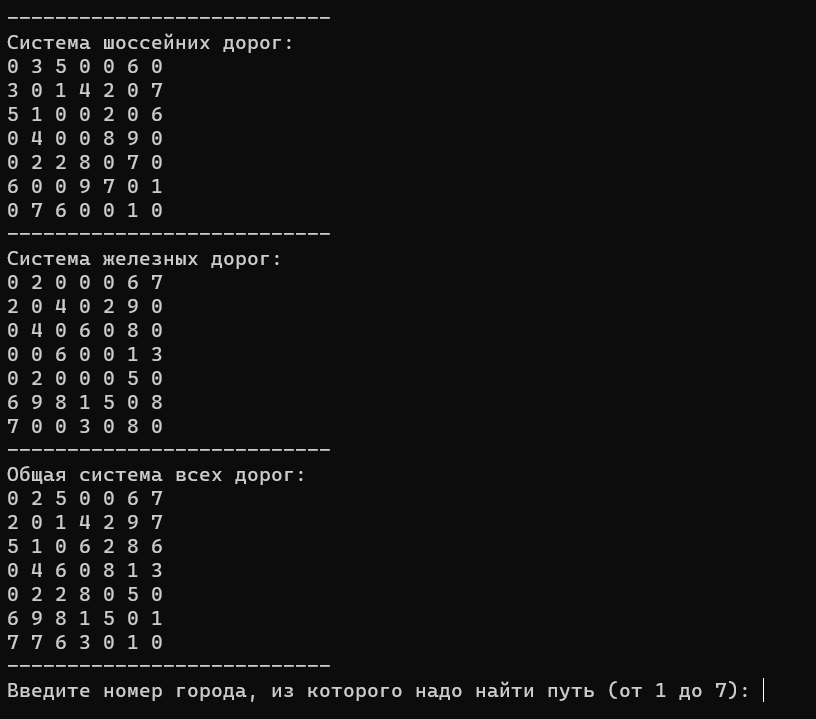 ---------------------------
Система шоссейних дорог:
0 3 5 0 0 6 0
3 0 1 4 2 0 7
5 1 0 0 2 0 6
0 4 0 0 8 9 0
0 2 2 8 0 7 0
6 0 0 9 7 0 1
0 7 6 0 0 1 0
---------------------------
Система железных дорог:
0 2 0 0 0 6 7
2 0 4 0 2 9 0
0 4 0 6 0 8 0
0 0 6 0 0 1 3
0 2 0 0 0 5 0
6 9 8 1 5 0 8
7 0 0 3 0 8 0
---------------------------
Общая система всех дорог:
0 2 5 0 0 6 7
2 0 1 4 2 9 7
5 1 0 6 2 8 6
0 4 6 0 8 1 3
0 2 2 8 0 5 0
6 9 8 1 5 0 1
7 7 6 3 0 1 0
---------------------------
Введите номер города, из которого надо найти путь (от 1 до 7):